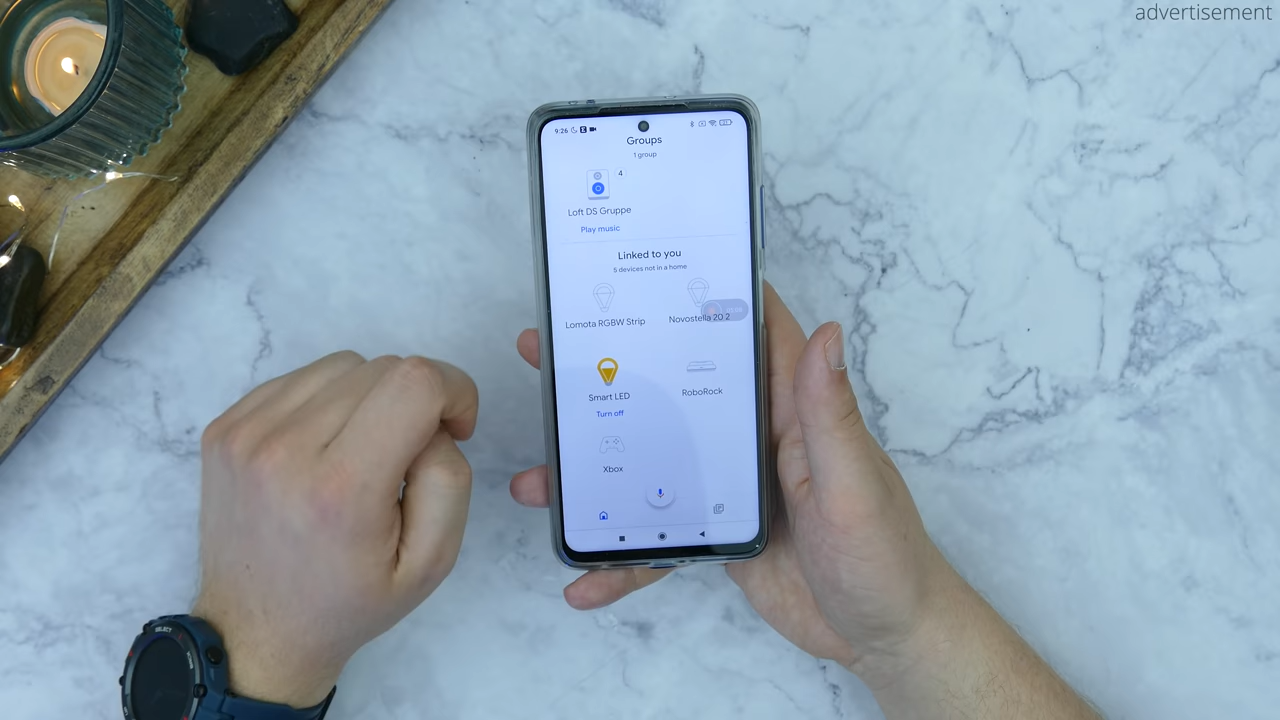 advertisement
9:26
Groups
1 group
4
Loft DS Gruppe
Play music
Linked to you
5 devices not in a home
Lomota RGBW Strip
Novostella 20 2
Smart LED
RoboRock
Turn off
Xbox
SELECT